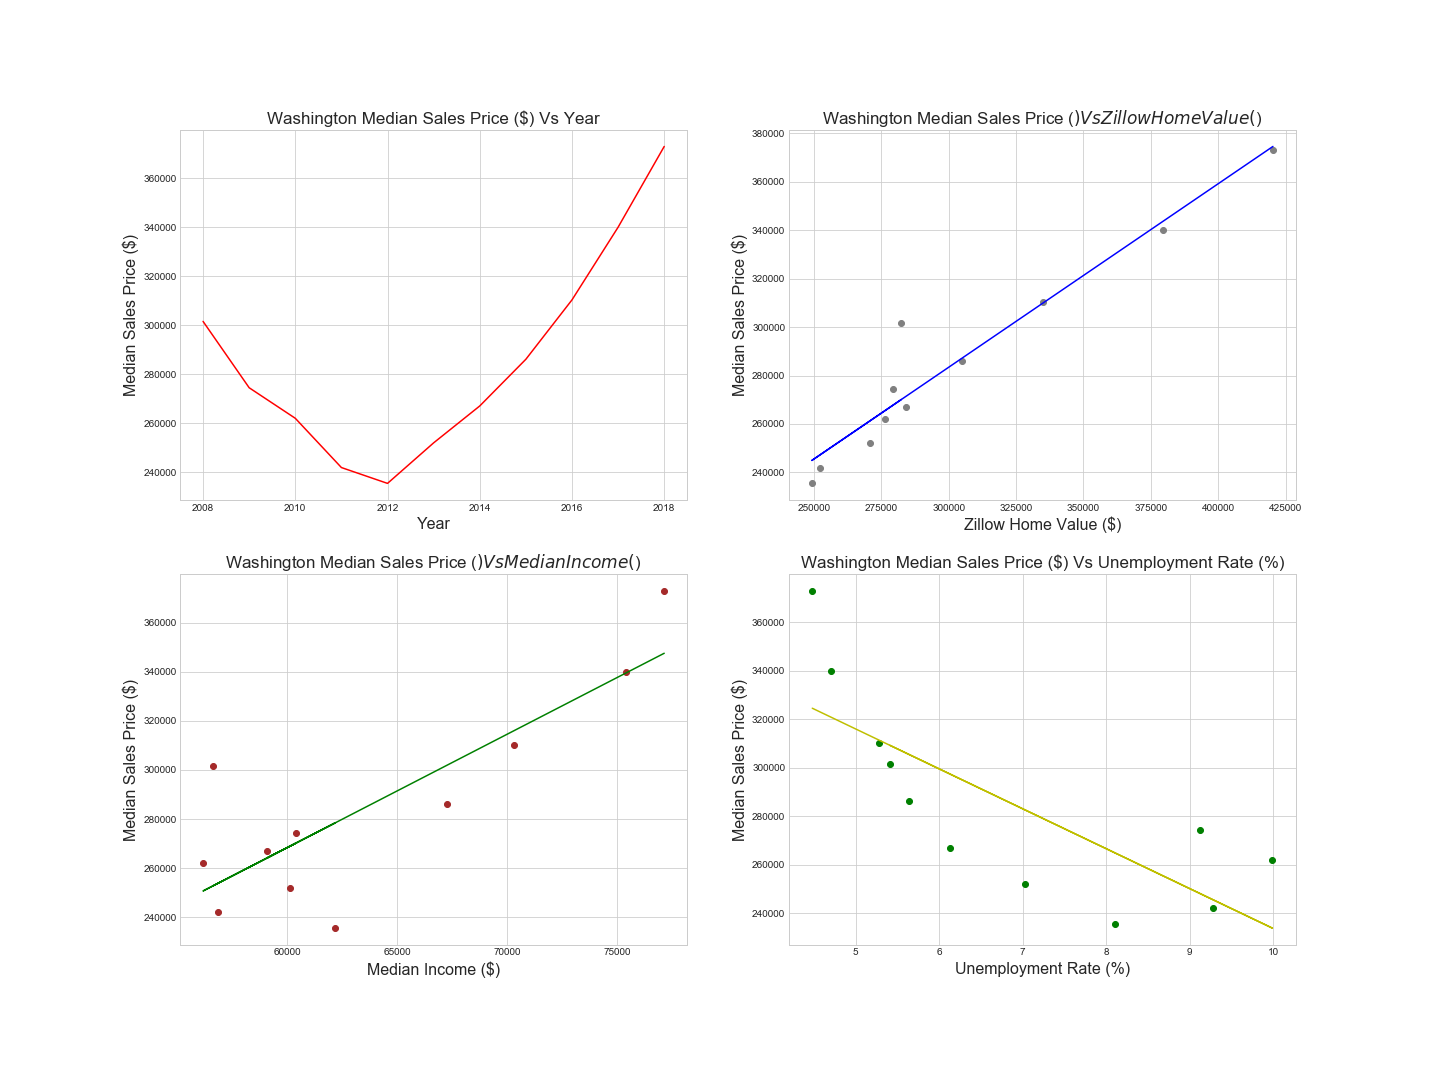 Washington Median Sales Price ($) Vs Year
Median Sales Price ($)
360000
340000
320000
300000
280000
260000
240000
2008 2010 2012 2014 2016 2018
Year
Washington Median Sales Price ()VsZillowHomeValue()
Median Sales Price ($)
380000
360000
340000
320000
300000
280000
260000
240000
250000 275000 300000 325000 350000 375000 400000 425000
Zillow Home Value ($)
Washington Median Sales Price ()VsMedianIncome()
Median Sales Price ($)
360000
340000
320000
300000
280000
260000
240000
60000 65000 70000 75000
Median Income ($)
Washington Median Sales Price ($) Vs Unemployment Rate (%)
Median Sales Price ($)
360000
340000
320000
300000
280000
260000
240000
5 6 7 8 9 10
Unemployment Rate (%)